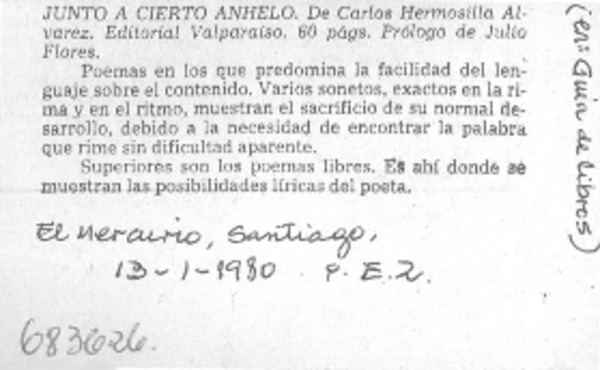 JUNTO A CIERTO ANHELO. De Carlos Hermosilla Al-
varez. Editorial Valparaíso. 60 págs. Prólogo de Julio
Flores.
Poemas en los que predomina la facilidad del len-
guaje sobre el contenido. Varios sonetos, exactos en la ri-
ma y en el ritmo, muestran el sacrificio de su normal de-
sarrollo, debido a la necesidad de encontrar la palabra
que rime sin dificultad aparente.
Superiores son los poemas libres. Es ahí donde se
muestran las posibilidades líricas del poeta.
(en: Guía de libros)
El Mercurio, Santiago,
13-1-1980 p. E.2.
683626.